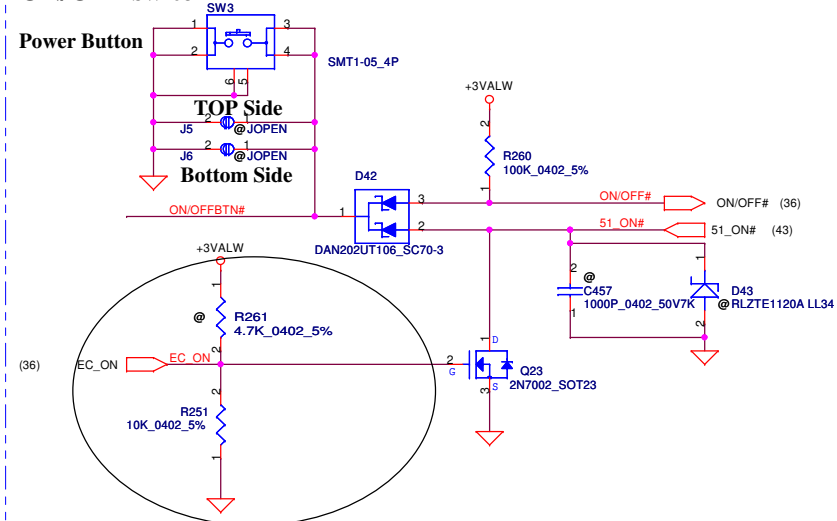 SW3
Power Button
1
3
2
4
6
5
SMT1-05_4P
TOP Side
2
1
J5
@JOPEN
2
1
J6
@JOPEN
Bottom Side
+3VALW
2
R260
100K_0402_5%
1
D42
ON/OFFBTN#
1
3
2
DAN202UT106_SC70-3
ON/OFF#
ON/OFF# (36)
51_ON#
51_ON# (43)
+3VALW
1
@
R261
4.7K_0402_5%
2
2
@
C457
1000P_0402_50V7K
1
1
D43
@RLZTE1120A LL34
2
(36)
EC_ON
EC_ON
2
G
1
D
Q23
2N7002_SOT23
S
3
2
R251
10K_0402_5%
1